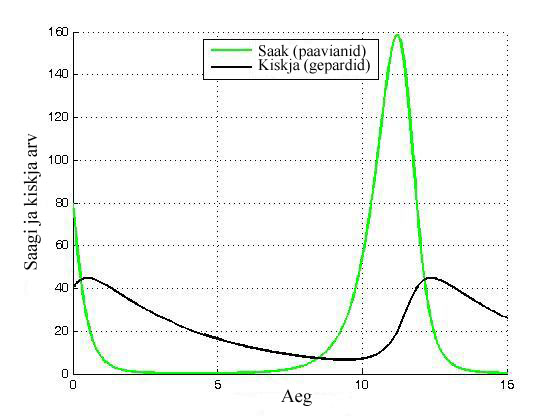 160
140
120
100
80
60
40
20
0
Saagi ja kiskja arv
Saak (paavianid)
Kiskja (gepardid)
0 5 10 15
Aeg